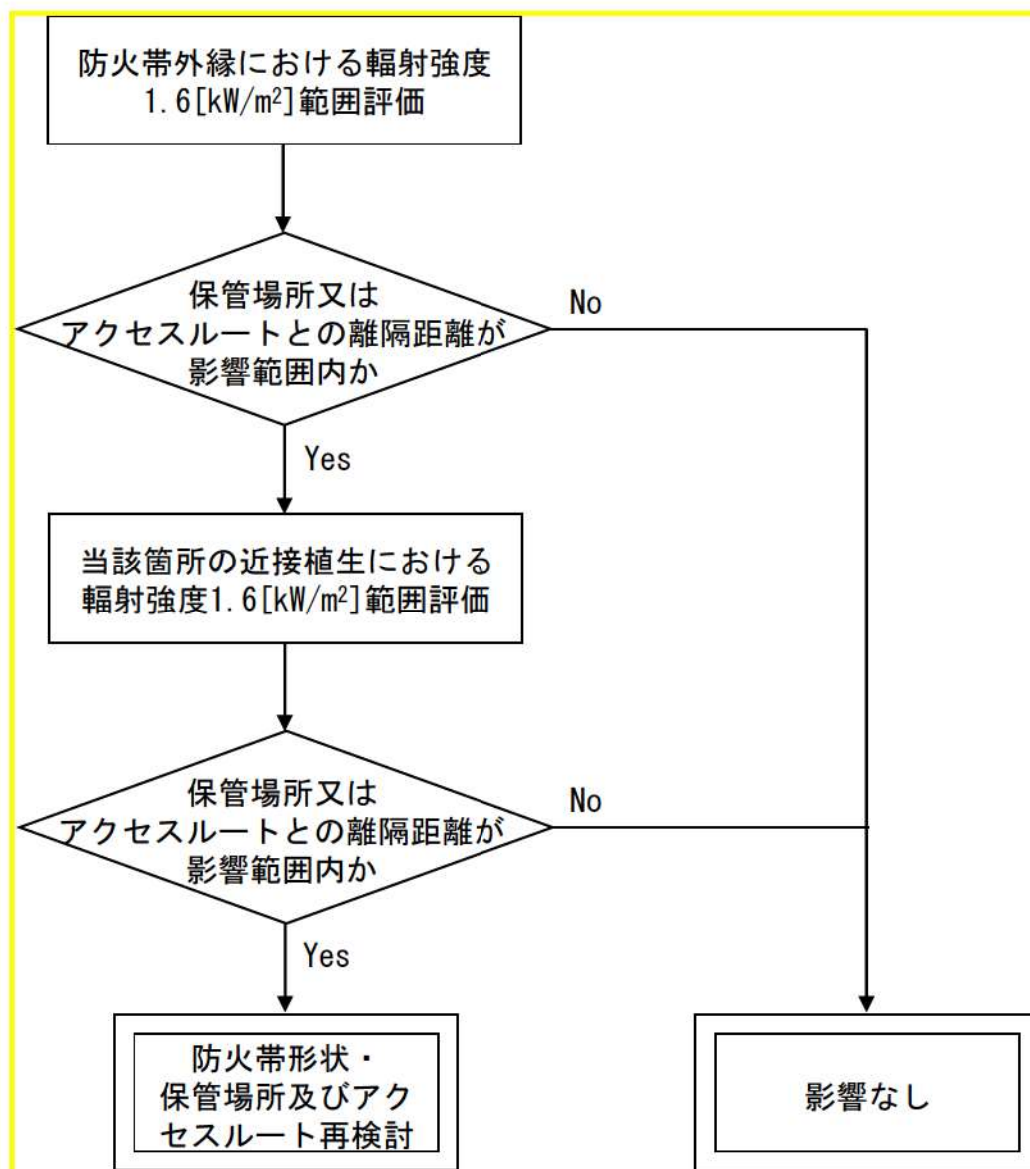 防火帯外縁における輻射強度
1.6[kW/m²]範囲評価
保管場所又は
アクセスルートとの離隔距離が
影響範囲内か
No
Yes
当該箇所の近接植生における
輻射強度1.6[kW/m²]範囲評価
保管場所又は
アクセスルートとの離隔距離が
影響範囲内か
No
Yes
防火帯形状・
保管場所及びアク
セスルート再検討
影響なし